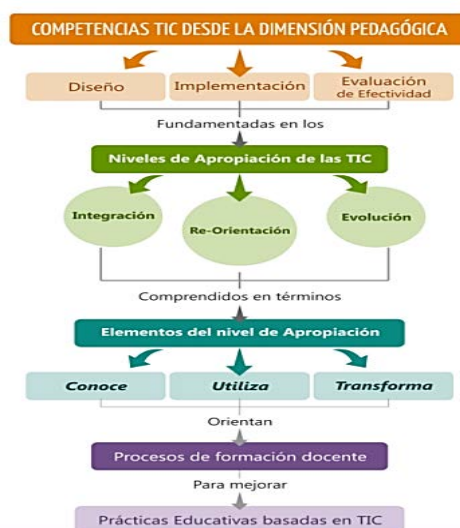 COMPETENCIAS TIC DESDE LA DIMENSIÓN PEDAGÓGICA
Diseño
Implementación
Evaluación
de Efectividad
Fundamentadas en los
Niveles de Apropiación de las TIC
Integración
Re-Orientación
Evolución
Comprendidos en términos
Elementos del nivel de Apropiación
Conoce
Utiliza
Transforma
Orientan
Procesos de formación docente
Para mejorar
Prácticas Educativas basadas en TIC